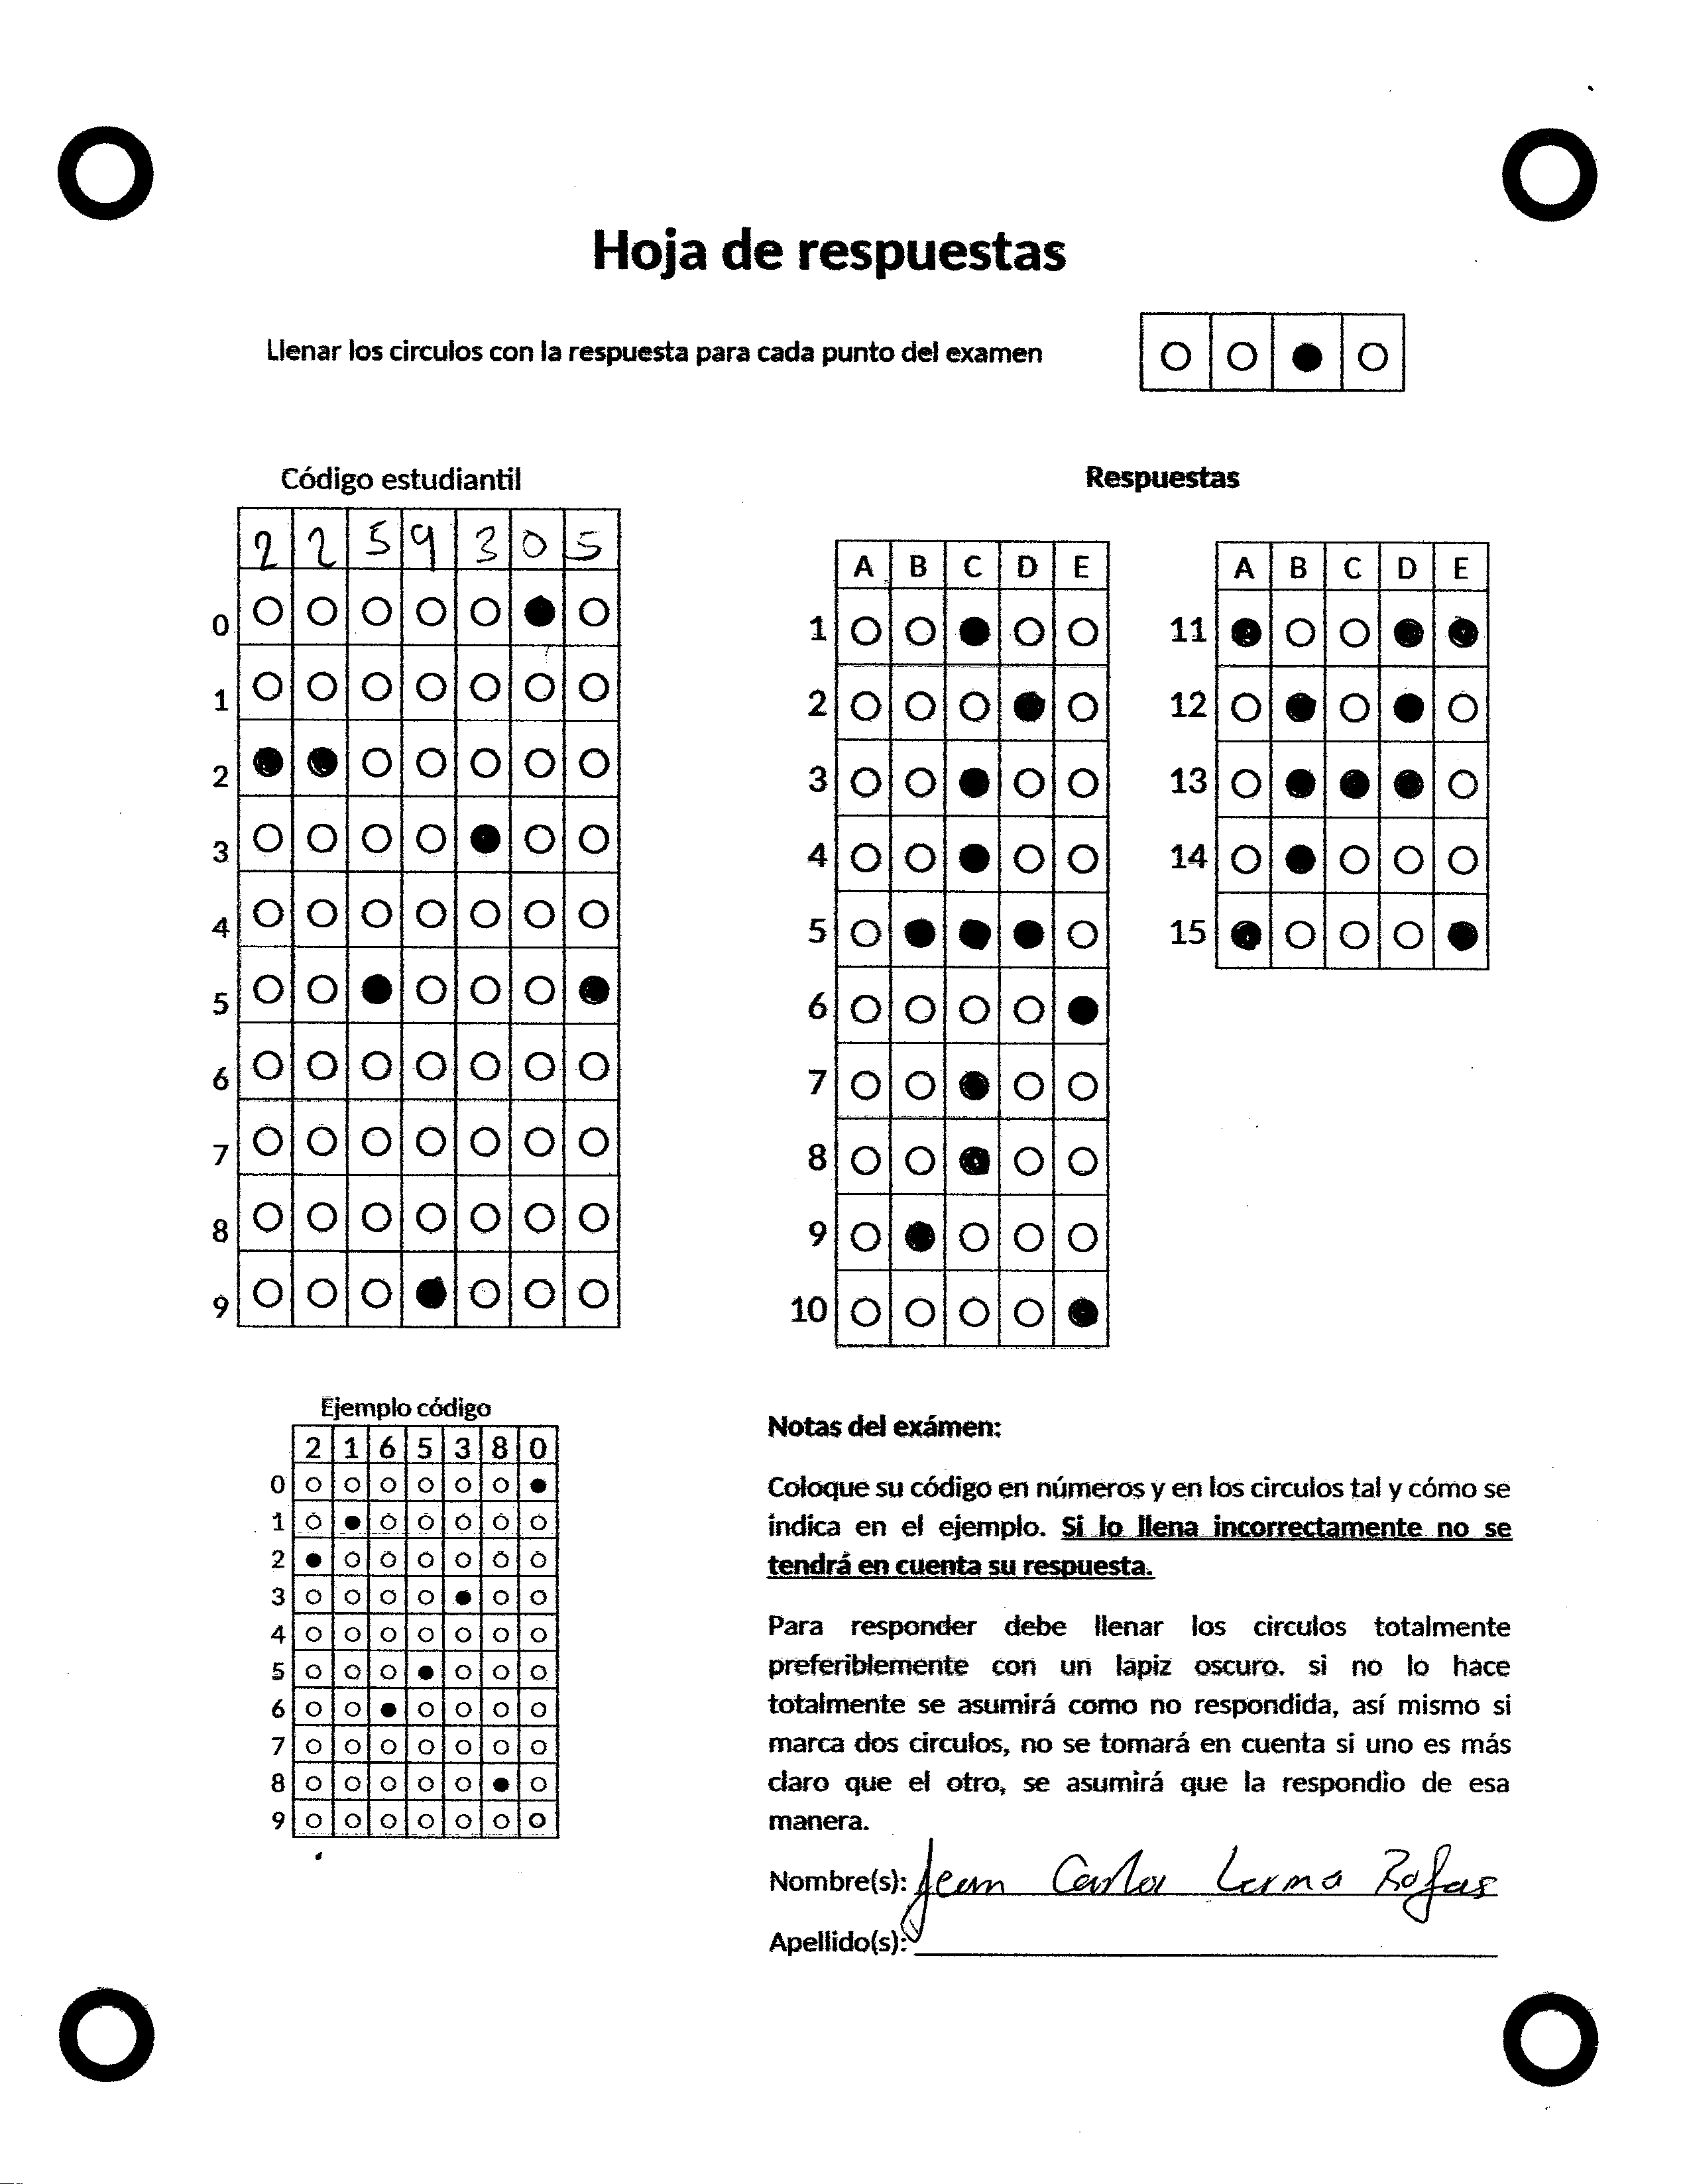 Hoja de respuestas
Llenar los circulos con la respuesta para cada punto del examen
Código estudiantil
2 2 5 9 3 0 5
0
1
2
3
4
5
6
7
8
9
Respuestas
A B C D E
1
2
3
4
5
6
7
8
9
10
A B C D E
11
12
13
14
15
Ejemplo código
2 1 6 5 3 8 0
0
1
2
3
4
5
6
7
8
9
Notas del exámen:
Coloque su código en números y en los circulos tal y cómo se
indica en el ejemplo. Si lo llena incorrectamente no se
tendrá en cuenta su respuesta.
Para responder debe llenar los circulos totalmente
preferiblemente con un lapiz oscuro. si no lo hace
totalmente se asumirá como no respondida, así mismo si
marca dos circulos, no se tomará en cuenta si uno es más
claro que el otro, se asumirá que la respondio de esa
manera.
Nombre(s): Jean Carlos Lerma Rojas
Apellido(s):